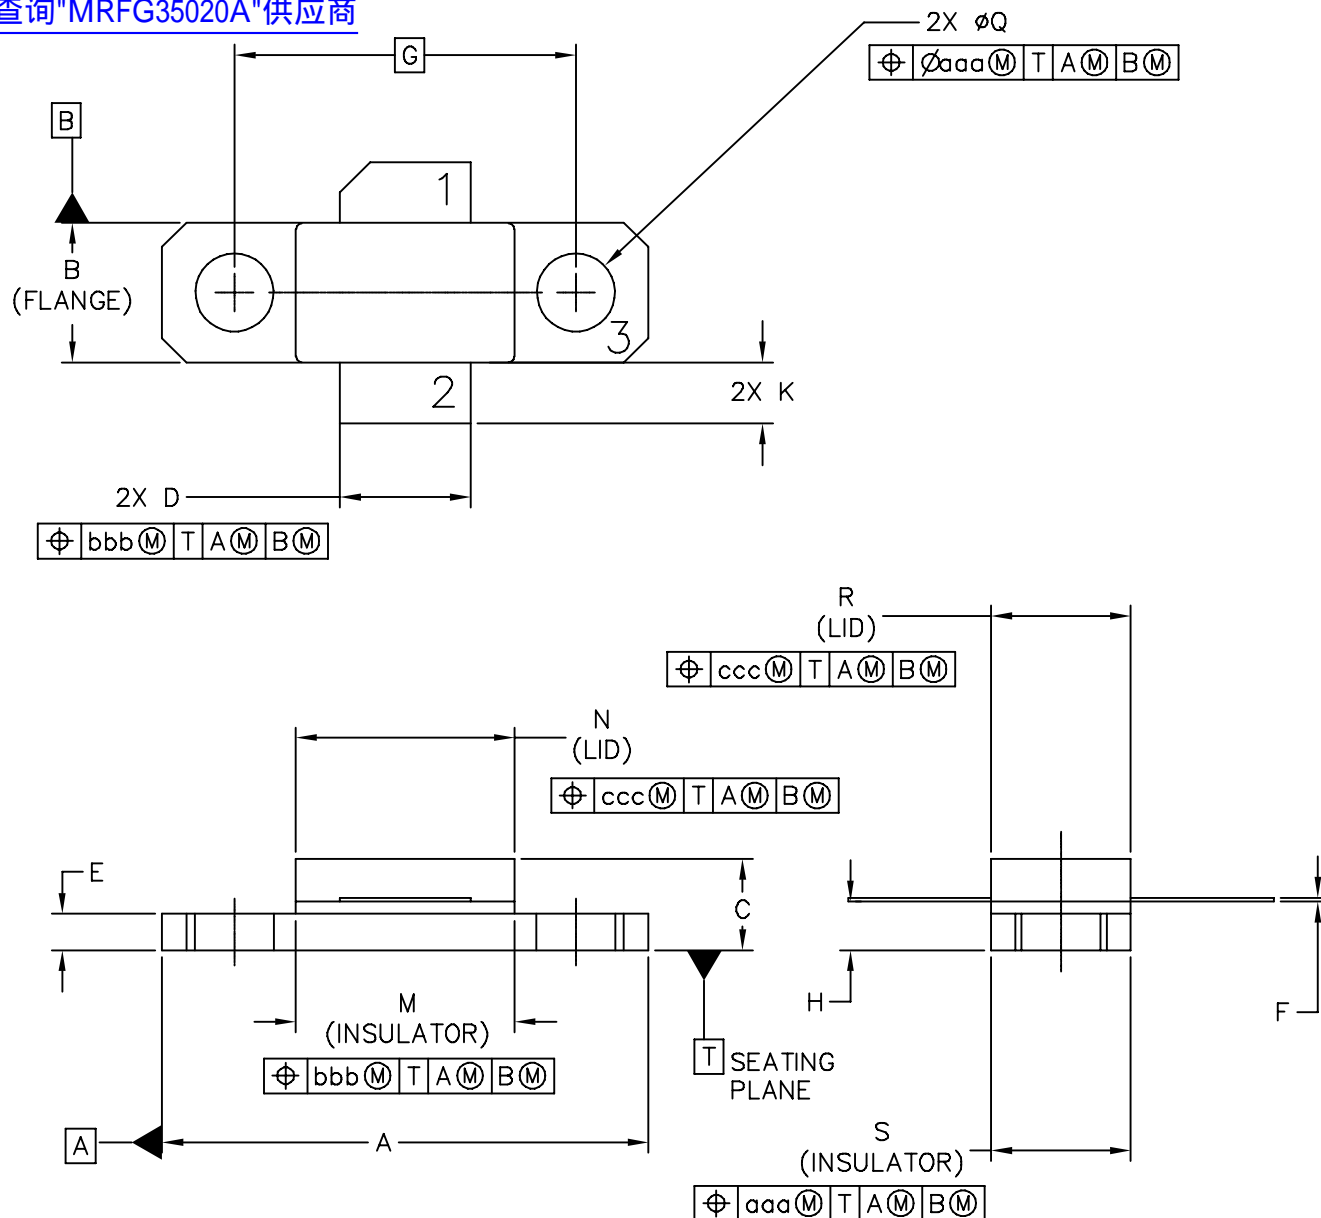 查询"MRFG35020A"供应商
G
2X øQ
⌖ Øaaa Ⓜ T A Ⓜ B Ⓜ
B
1
B
(FLANGE)
3
2
2X K
2X D
⌖ bbb Ⓜ T A Ⓜ B Ⓜ
R
(LID)
⌖ ccc Ⓜ T A Ⓜ B Ⓜ
N
(LID)
⌖ ccc Ⓜ T A Ⓜ B Ⓜ
E
C
H
F
M
(INSULATOR)
⌖ bbb Ⓜ T A Ⓜ B Ⓜ
T SEATING
PLANE
A
A
S
(INSULATOR)
⌖ aaa Ⓜ T A Ⓜ B Ⓜ